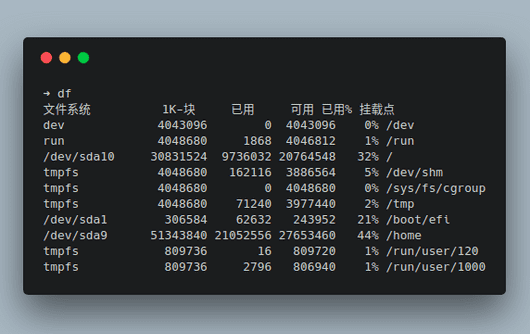 ➜ df
文件系统 1K-块 已用 可用 已用% 挂载点
dev 4043096 0 4043096 0% /dev
run 4048680 1868 4046812 1% /run
/dev/sda10 30831524 9736032 20764548 32% /
tmpfs 4048680 162116 3886564 5% /dev/shm
tmpfs 4048680 0 4048680 0% /sys/fs/cgroup
tmpfs 4048680 71240 3977440 2% /tmp
/dev/sda1 306584 62632 243952 21% /boot/efi
/dev/sda9 51343840 21052556 27653460 44% /home
tmpfs 809736 16 809720 1% /run/user/120
tmpfs 809736 2796 806940 1% /run/user/1000